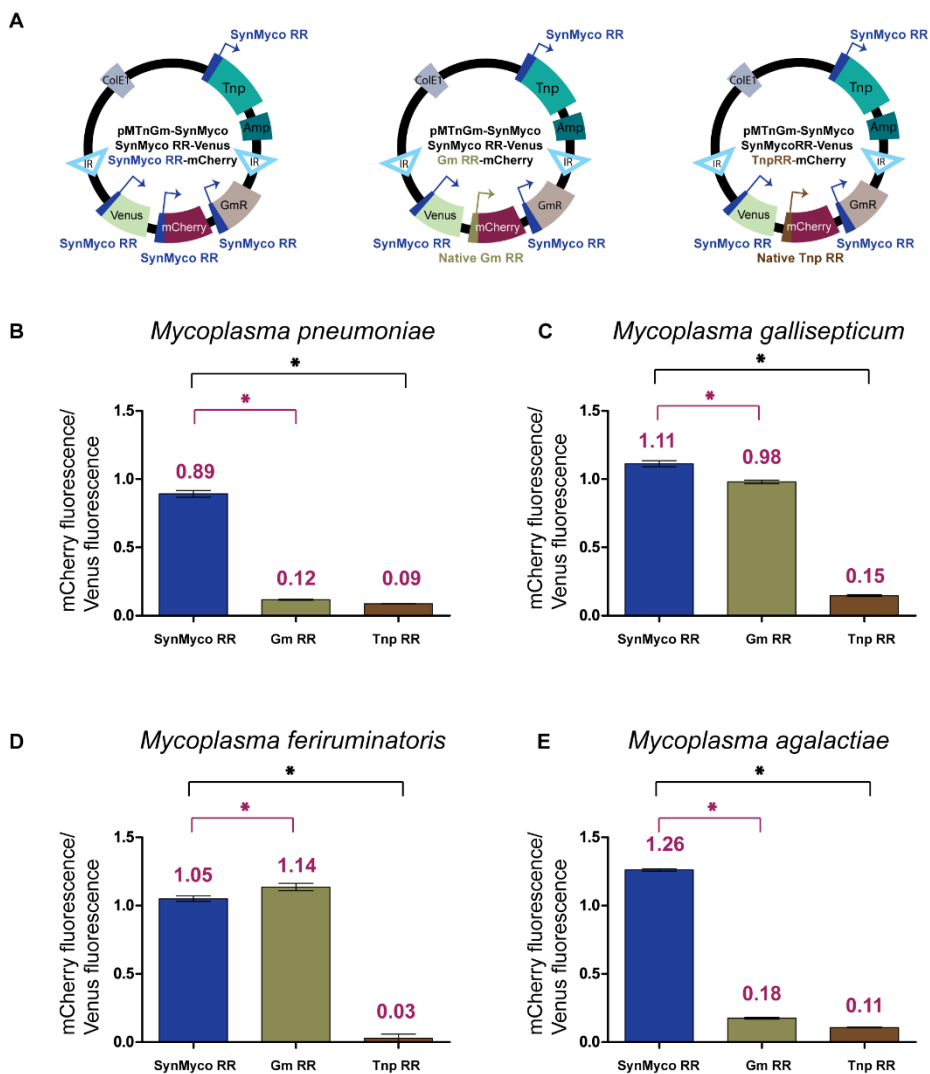 A
SynMyco RR
ColE1
Tnp
Amp
pMTnGm-SynMyco
SynMyco RR-Venus
SynMyco RR-mCherry
IR
IR
Venus
mCherry
GmR
SynMyco RR
SynMyco RR
SynMyco RR
SynMyco RR
ColE1
Tnp
Amp
pMTnGm-SynMyco
SynMyco RR-Venus
Gm RR-mCherry
IR
IR
Venus
mCherry
GmR
SynMyco RR
SynMyco RR
Native Gm RR
SynMyco RR
ColE1
Tnp
Amp
pMTnGm-SynMyco
SynMycoRR-Venus
TnpRR-mCherry
IR
IR
Venus
mCherry
GmR
SynMyco RR
SynMyco RR
Native Tnp RR
B
Mycoplasma pneumoniae
*
*
mCherry fluorescence/
Venus fluorescence
1.5
1.0
0.5
0.0
0.89
0.12
0.09
SynMyco RR
Gm RR
Tnp RR
C
Mycoplasma gallisepticum
*
*
mCherry fluorescence/
Venus fluorescence
1.5
1.0
0.5
0.0
1.11
0.98
0.15
SynMyco RR
Gm RR
Tnp RR
D
Mycoplasma feriruminatoris
*
*
mCherry fluorescence/
Venus fluorescence
1.5
1.0
0.5
0.0
1.05
1.14
0.03
SynMyco RR
Gm RR
Tnp RR
E
Mycoplasma agalactiae
*
*
mCherry fluorescence/
Venus fluorescence
1.5
1.0
0.5
0.0
1.26
0.18
0.11
SynMyco RR
Gm RR
Tnp RR